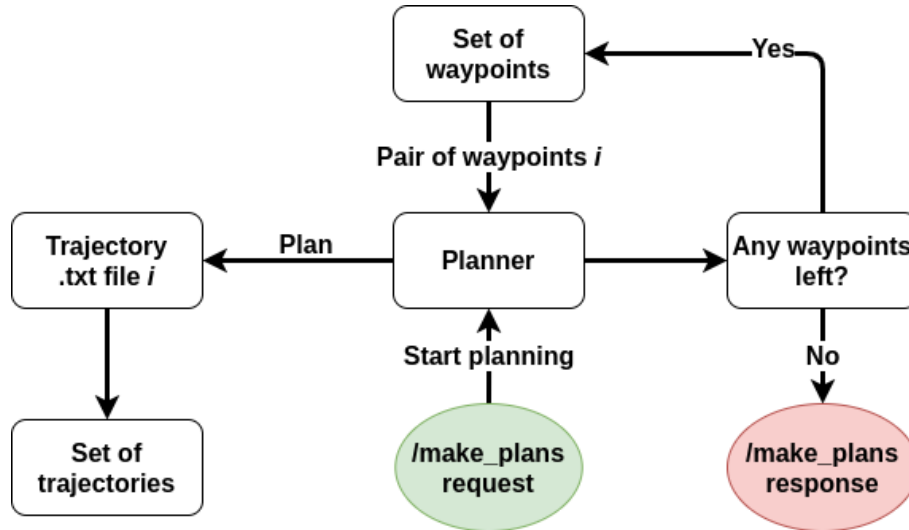 Set of
waypoints
Yes
Pair of waypoints i
Trajectory
.txt file i
Plan
Planner
Any waypoints
left?
Start planning
No
Set of
trajectories
/make_plans
request
/make_plans
response